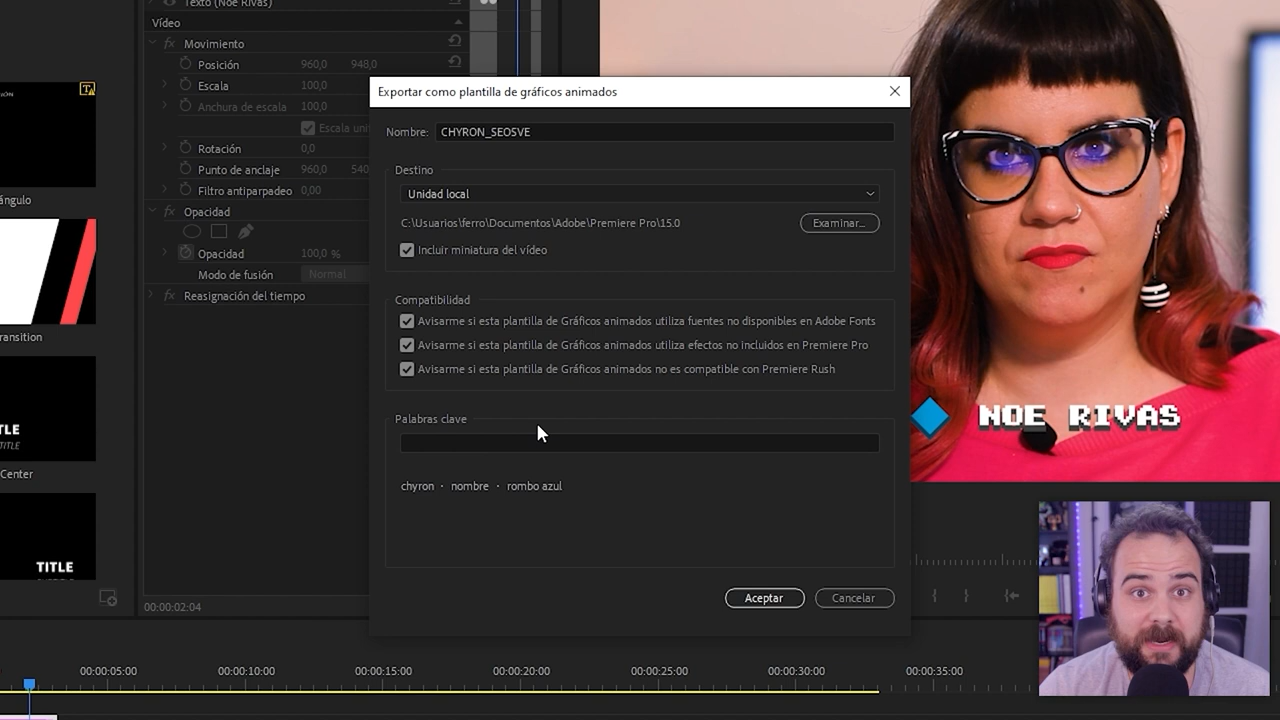 Texto (Noe Rivas)
Vídeo
fx Movimiento
Posición 960,0 948,0
Escala 100,0
Anchura de escala 100,0
Escala uni
fx Rotación 0,0
Punto de anclaje 960,0 540
Filtro antiparpadeo 0,00
fx Opacidad
Opacidad 100,0 %
Modo de fusión Normal
fx Reasignación del tiempo
00:00:02:04
ángulo
ransition
TLE
TITLE
Center
TITLE
Exportar como plantilla de gráficos animados
Nombre: CHYRON_SEOSVE
Destino
Unidad local
C:\Usuarios\ferro\Documentos\Adobe\Premiere Pro\15.0 Examinar...
Incluir miniatura del vídeo
Compatibilidad
Avisarme si esta plantilla de Gráficos animados utiliza fuentes no disponibles en Adobe Fonts
Avisarme si esta plantilla de Gráficos animados utiliza efectos no incluidos en Premiere Pro
Avisarme si esta plantilla de Gráficos animados no es compatible con Premiere Rush
Palabras clave
chyron · nombre · rombo azul
Aceptar Cancelar
NOE RIVAS
00:00:05:00 00:00:10:00 00:00:15:00 00:00:20:00 00:00:25:00 00:00:30:00 00:00:35:00